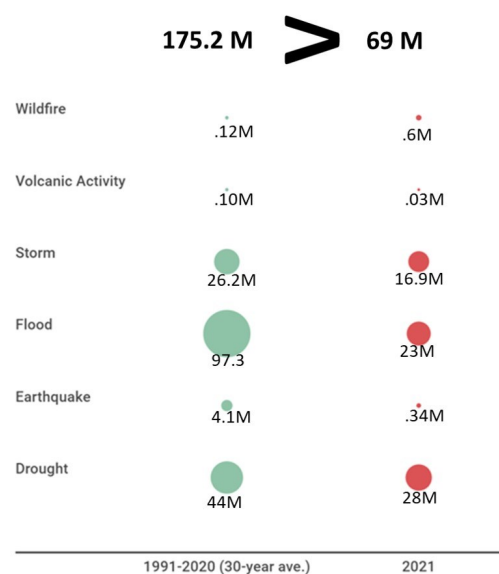 175.2 M > 69 M
Wildfire
.12M .6M
Volcanic Activity
.10M .03M
Storm
26.2M 16.9M
Flood
97.3 23M
Earthquake
4.1M .34M
Drought
44M 28M
1991-2020 (30-year ave.) 2021